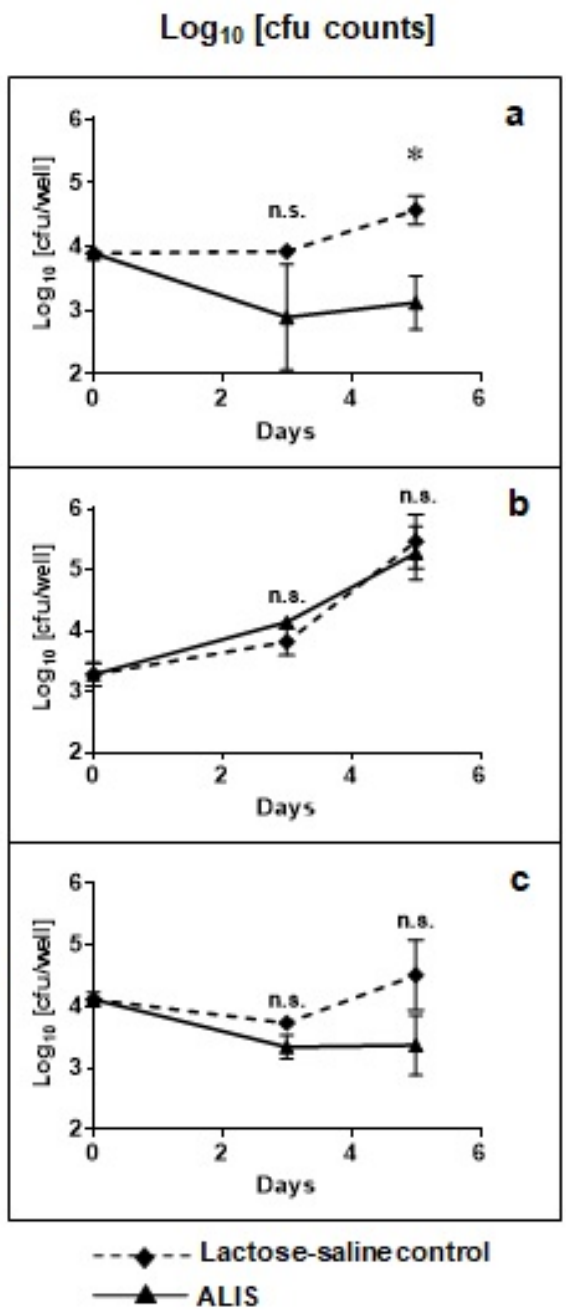 Log₁₀ [cfu counts]
a
6
5
4
3
2
Log₁₀ [cfu/well]
n.s.
*
0
2
4
6
Days
b
6
5
4
3
2
Log₁₀ [cfu/well]
n.s.
n.s.
0
2
4
6
Days
c
6
5
4
3
2
Log₁₀ [cfu/well]
n.s.
n.s.
0
2
4
6
Days
Lactose-saline control
ALIS